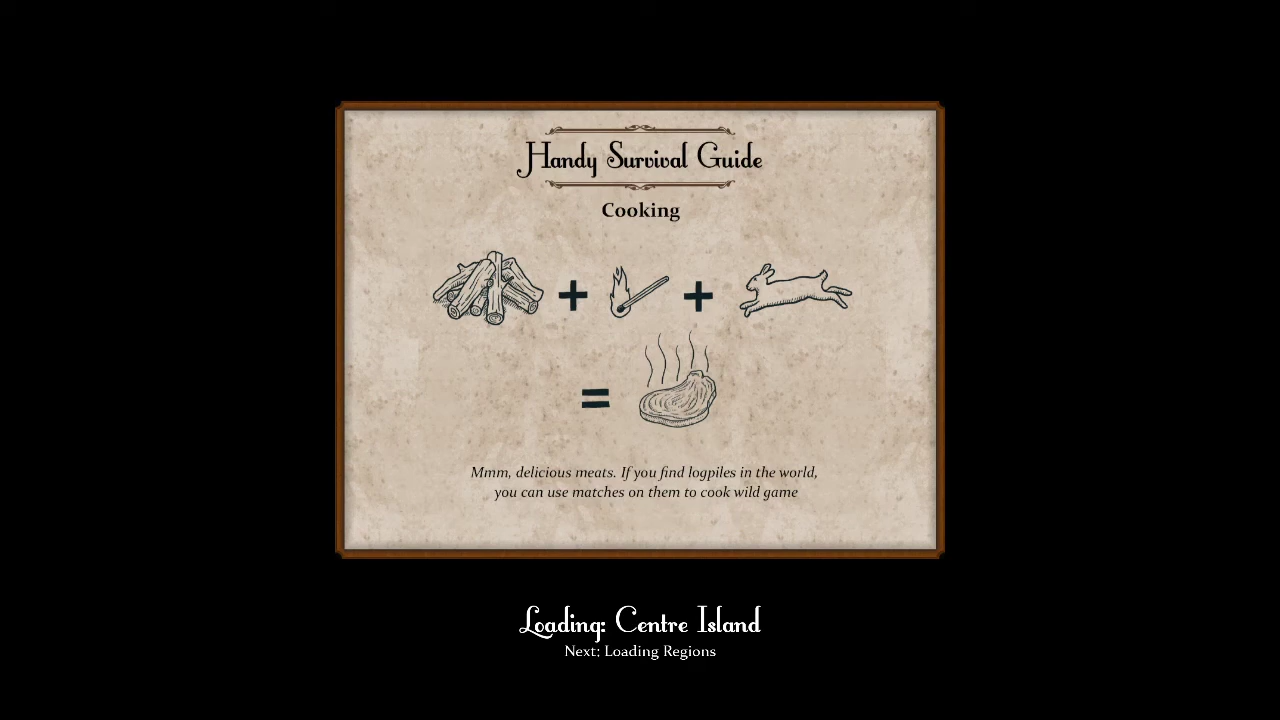 Handy Survival Guide
Cooking
+ +
=
Mmm, delicious meats. If you find logpiles in the world,
you can use matches on them to cook wild game
Loading: Centre Island
Next: Loading Regions